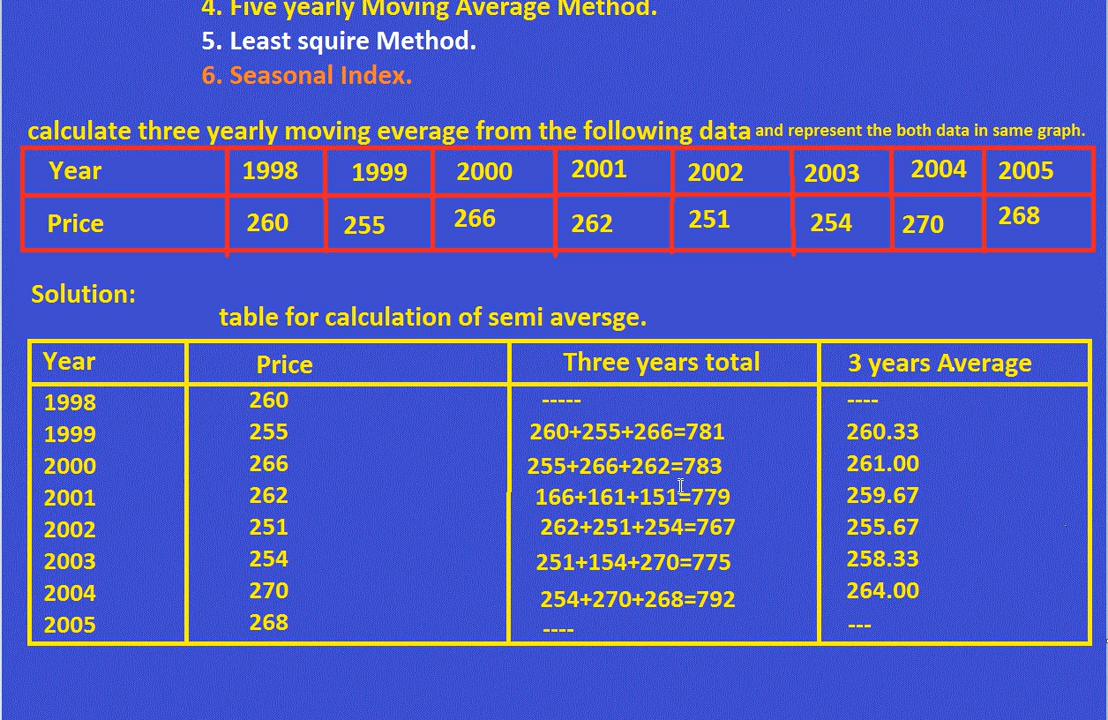 4. Five yearly Moving Average Method.
5. Least squire Method.
6. Seasonal Index.
calculate three yearly moving everage from the following data and represent the both data in same graph.
Year 1998 1999 2000 2001 2002 2003 2004 2005
Price 260 255 266 262 251 254 270 268
Solution:
table for calculation of semi aversge.
Year Price Three years total 3 years Average
1998 260 ----- ----
1999 255 260+255+266=781 260.33
2000 266 255+266+262=783 261.00
2001 262 166+161+151=779 259.67
2002 251 262+251+254=767 255.67
2003 254 251+154+270=775 258.33
2004 270 254+270+268=792 264.00
2005 268 ---- ---